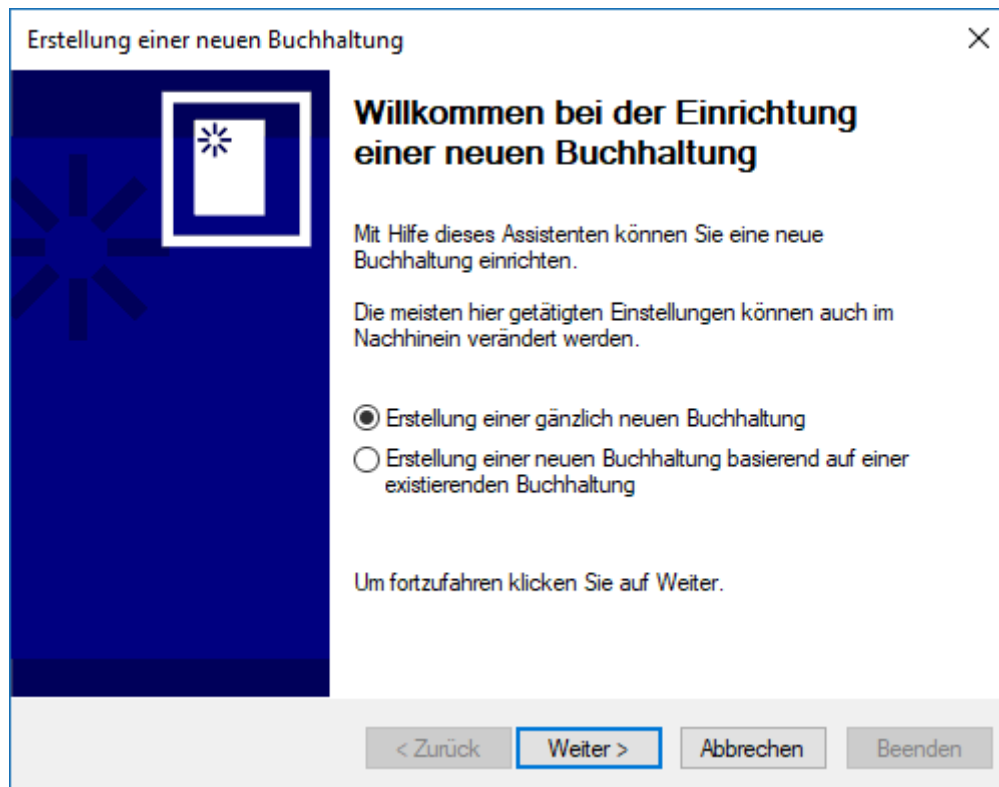 Erstellung einer neuen Buchhaltung
Willkommen bei der Einrichtung
einer neuen Buchhaltung
Mit Hilfe dieses Assistenten können Sie eine neue
Buchhaltung einrichten.
Die meisten hier getätigten Einstellungen können auch im
Nachhinein verändert werden.
Erstellung einer gänzlich neuen Buchhaltung
Erstellung einer neuen Buchhaltung basierend auf einer
existierenden Buchhaltung
Um fortzufahren klicken Sie auf Weiter.
< Zurück
Weiter >
Abbrechen
Beenden